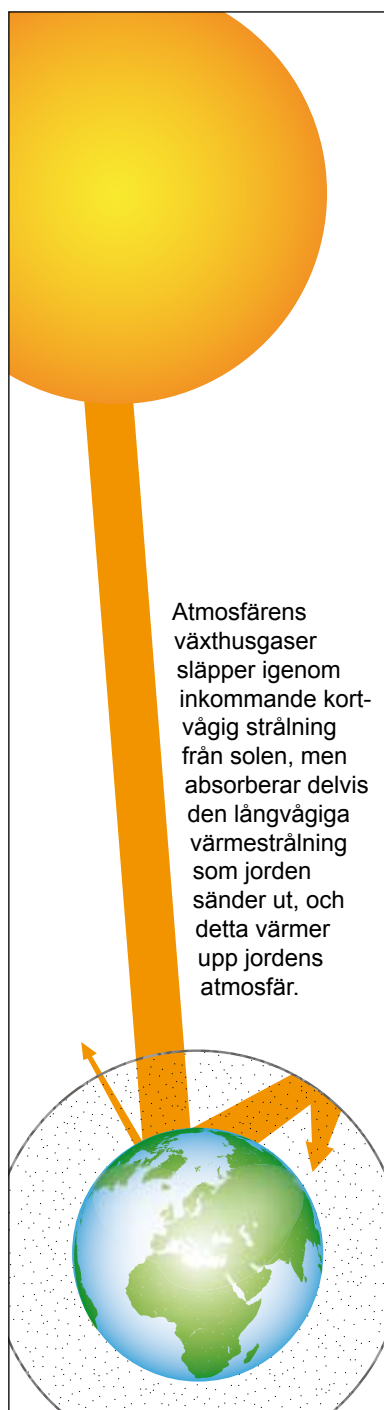 Atmosfärens
växthusgaser
släpper igenom
inkommande kort-
vågig strålning
från solen, men
absorberar delvis
den långvågiga
värmestrålning
som jorden
sänder ut, och
detta värmer
upp jordens
atmosfär.